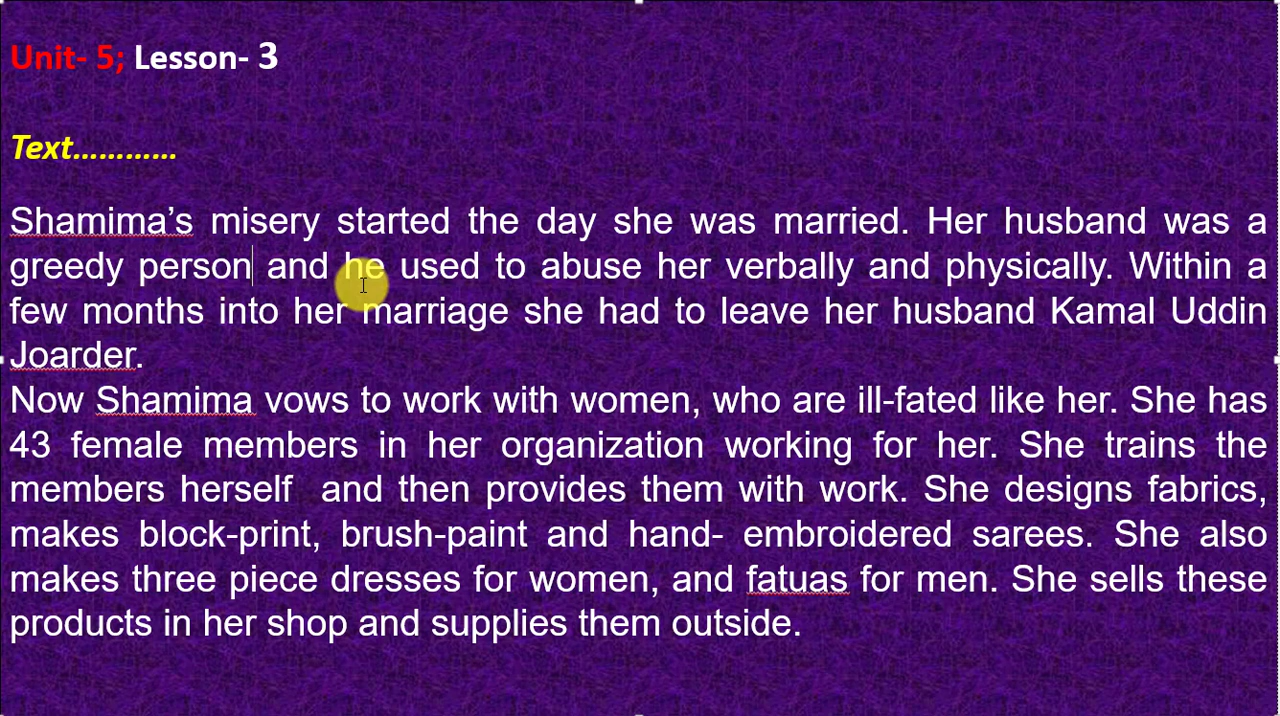 Unit- 5; Lesson- 3
Text............
Shamima’s misery started the day she was married. Her husband was a
greedy person and he used to abuse her verbally and physically. Within a
few months into her marriage she had to leave her husband Kamal Uddin
Joarder.
Now Shamima vows to work with women, who are ill-fated like her. She has
43 female members in her organization working for her. She trains the
members herself  and then provides them with work. She designs fabrics,
makes block-print, brush-paint and hand- embroidered sarees. She also
makes three piece dresses for women, and fatuas for men. She sells these
products in her shop and supplies them outside.